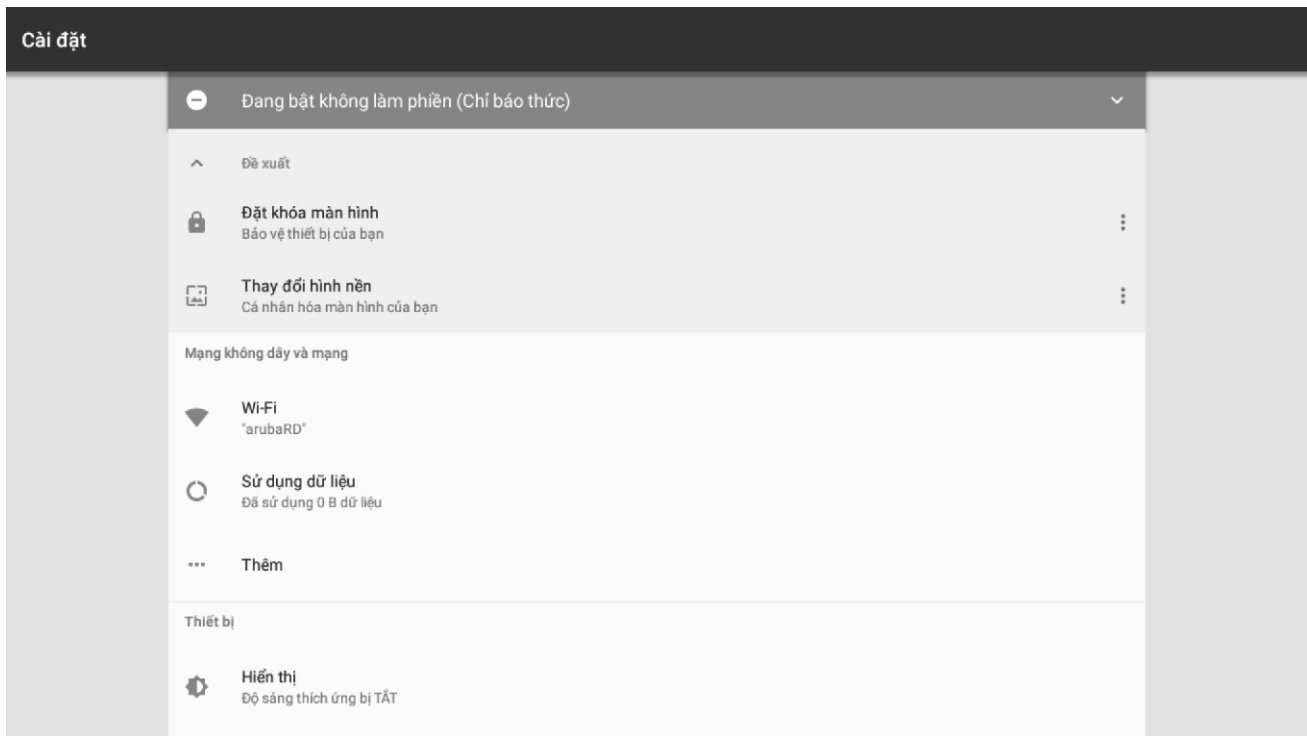 Cài đặt
Đang bật không làm phiền (Chỉ báo thức)
Đề xuất
Đặt khóa màn hình
Bảo vệ thiết bị của bạn
Thay đổi hình nền
Cá nhân hóa màn hình của bạn
Mạng không dây và mạng
Wi-Fi
"arubaRD"
Sử dụng dữ liệu
Đã sử dụng 0 B dữ liệu
Thêm
Thiết bị
Hiển thị
Độ sáng thích ứng bị TẮT